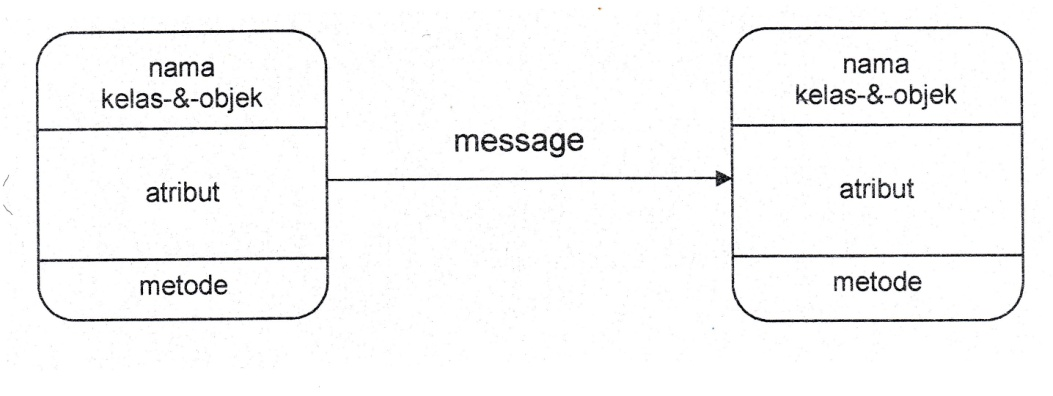 nama
kelas-&-objek
atribut
metode
message
nama
kelas-&-objek
atribut
metode